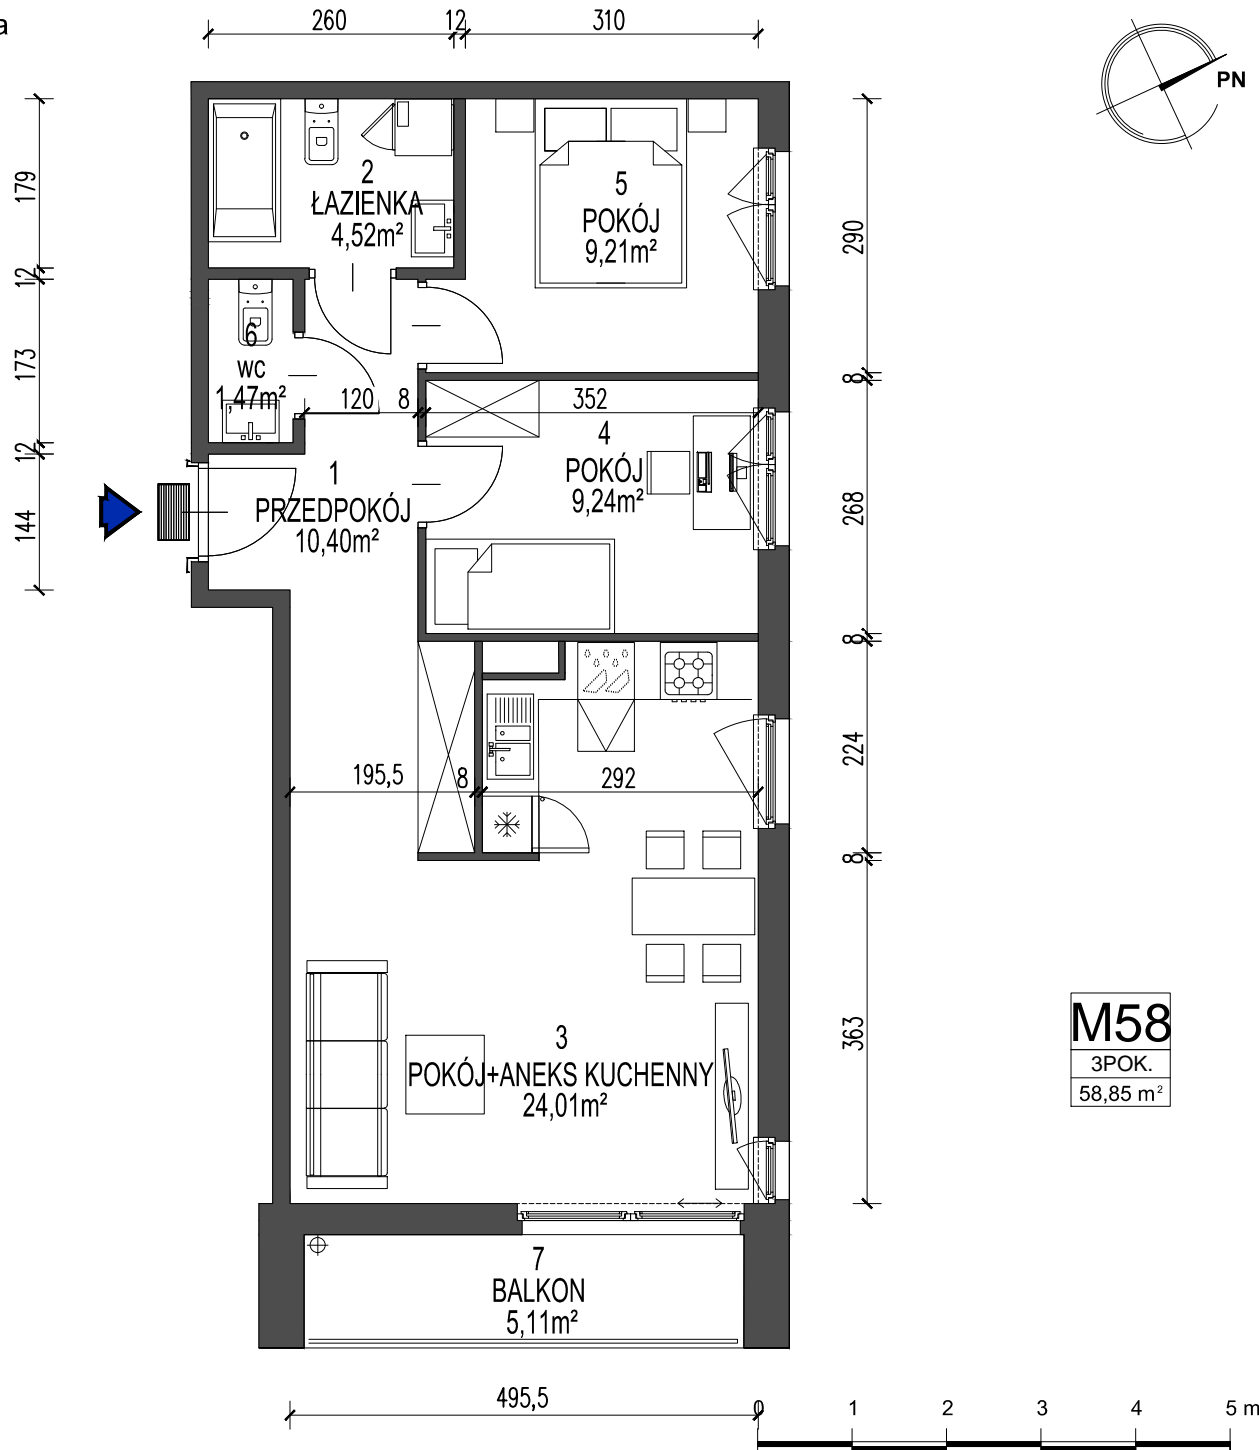 a
260
12
310
PN
179
12
173
12
144
2
ŁAZIENKA
4,52m²
5
POKÓJ
9,21m²
290
8
268
8
224
8
363
6
wc
1,47m²
120
8
352
4
POKÓJ
9,24m²
1
PRZEDPOKÓJ
10,40m²
195,5
8
292
3
POKÓJ+ANEKS KUCHENNY
24,01m²
M58
3POK.
58,85 m²
7
BALKON
5,11m²
495,5
0 1 2 3 4 5 m